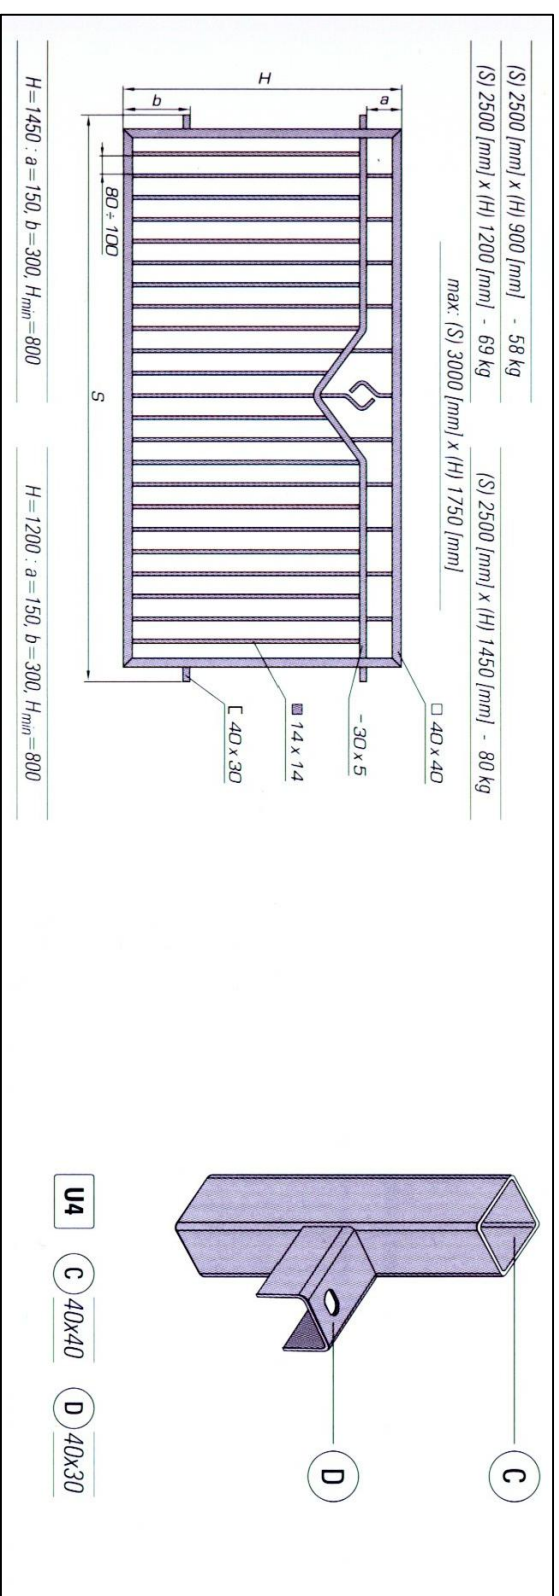 (S) 2500 [mm] x (H) 900 [mm] - 58 kg
(S) 2500 [mm] x (H) 1200 [mm] - 69 kg
(S) 2500 [mm] x (H) 1450 [mm] - 80 kg
max: (S) 3000 [mm] x (H) 1750 [mm]
H
a
b
80 ÷ 100
S
□ 40 x 40
- 30 x 5
■ 14 x 14
[ 40 x 30
H=1450 : a=150, b=300, Hmin=800
H=1200 : a=150, b=300, Hmin=800
C
D
U4
C 40x40
D 40x30